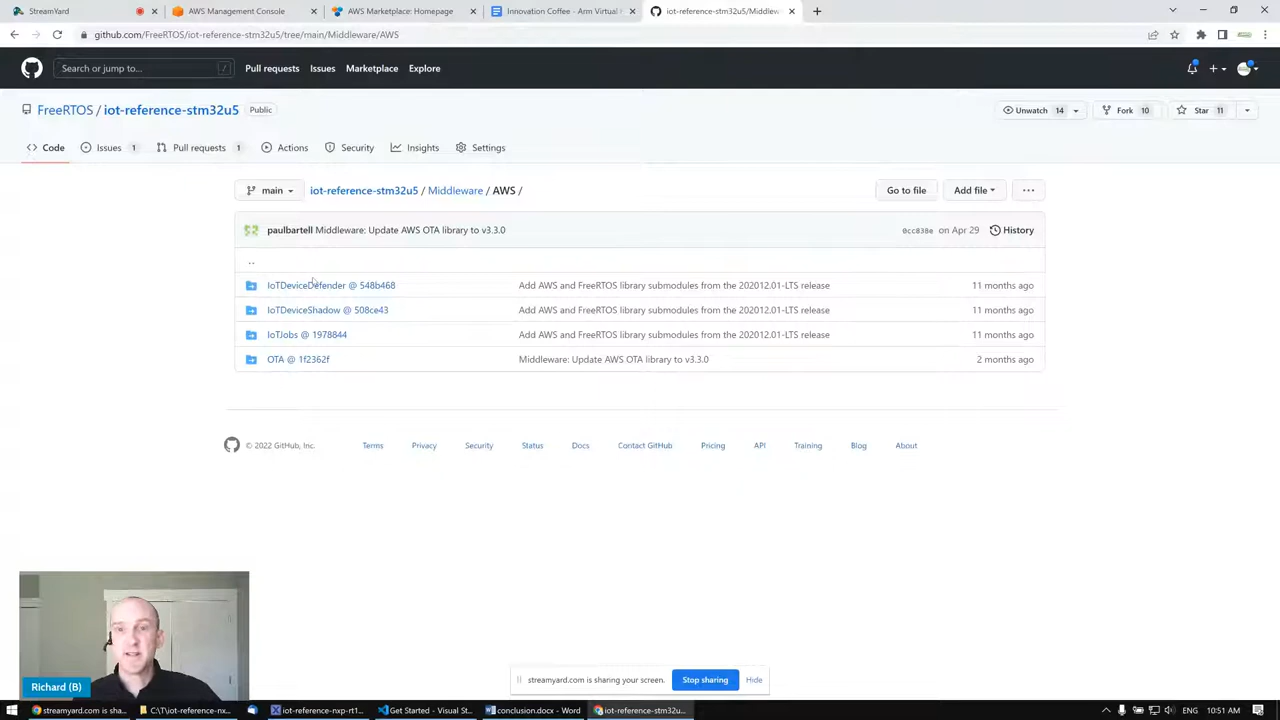 StreamYard
AWS Management Console
AWS Marketplace: Homepage
Innovation Coffee - Arm Virtual
iot-reference-stm32u5/Middlew
github.com/FreeRTOS/iot-reference-stm32u5/tree/main/Middleware/AWS
Search or jump to... /
Pull requests
Issues
Marketplace
Explore
FreeRTOS / iot-reference-stm32u5 Public
Unwatch 14
Fork 10
Star 11
Code
Issues 1
Pull requests 1
Actions
Security
Insights
Settings
main
iot-reference-stm32u5 / Middleware / AWS /
Go to file
Add file
...
paulbartell Middleware: Update AWS OTA library to v3.3.0
0cc838e on Apr 29 History
..
IoTDeviceDefender @ 548b468 Add AWS and FreeRTOS library submodules from the 202012.01-LTS release 11 months ago
IoTDeviceShadow @ 508ce43 Add AWS and FreeRTOS library submodules from the 202012.01-LTS release 11 months ago
IoTJobs @ 1978844 Add AWS and FreeRTOS library submodules from the 202012.01-LTS release 11 months ago
OTA @ 1f2362f Middleware: Update AWS OTA library to v3.3.0 2 months ago
© 2022 GitHub, Inc. Terms Privacy Security Status Docs Contact GitHub Pricing API Training Blog About
streamyard.com is sharing your screen. Stop sharing Hide
Richard (B)
streamyard.com is sha...
C:\T\iot-reference-nx...
iot-reference-nxp-rt1...
Get Started - Visual St...
conclusion.docx - Word
iot-reference-stm32u...
ENG
10:51 AM